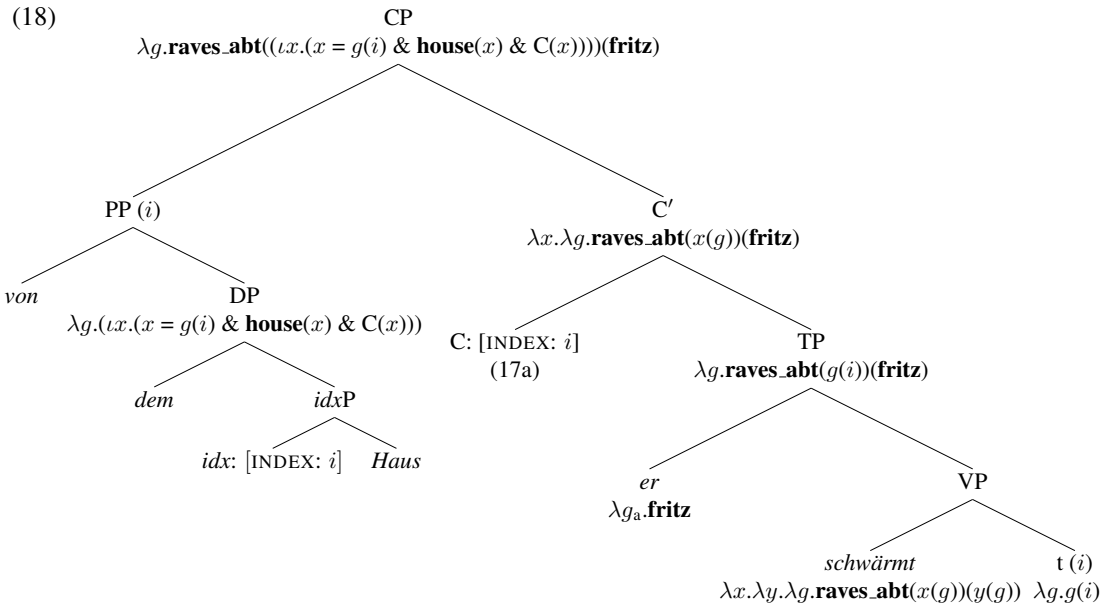 (18)
CP
λg.raves_abt((ιx.(x = g(i) & house(x) & C(x))))(fritz)
PP (i)
C′
λx.λg.raves_abt(x(g))(fritz)
von
DP
λg.(ιx.(x = g(i) & house(x) & C(x)))
C: [INDEX: i]
(17a)
TP
λg.raves_abt(g(i))(fritz)
dem
idxP
idx: [INDEX: i]
Haus
er
λgₐ.fritz
VP
schwärmt
λx.λy.λg.raves_abt(x(g))(y(g))
t (i)
λg.g(i)